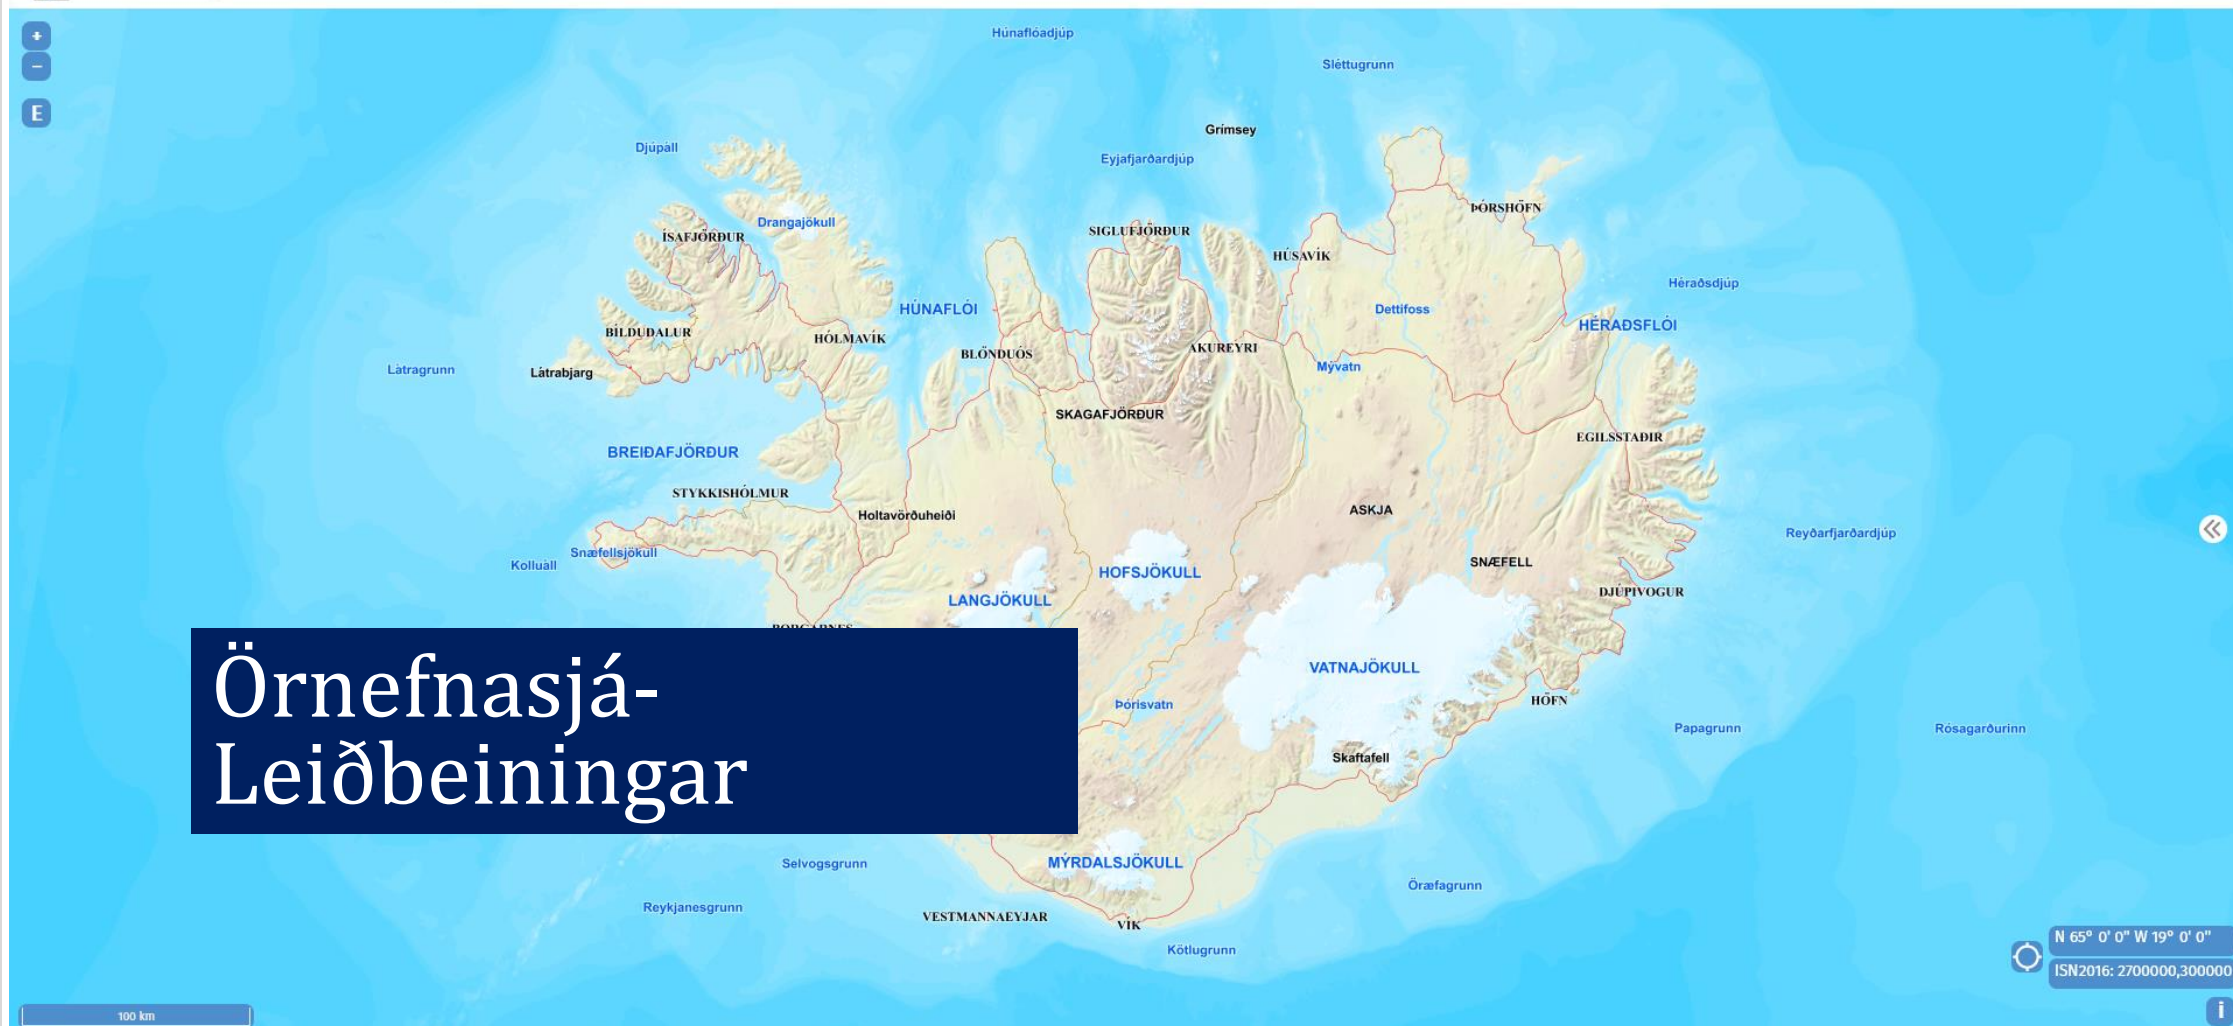 +
Húnaflóadjúp
−
Sléttugrunn
E
Grímsey
Djúpáll
Eyjafjarðardjúp
ÞÓRSHÖFN
Drangajökull
SIGLUFJÖRÐUR
ÍSAFJÖRÐUR
HÚSAVÍK
Héraðsdjúp
HÚNAFLÓI
Dettifoss
HÉRAÐSFLÓI
BÍLDUDALUR
HÓLMAVÍK
AKUREYRI
BLÖNDUÓS
Mývatn
Látragrunn
Látrabjarg
SKAGAFJÖRÐUR
EGILSSTAÐIR
BREIÐAFJÖRÐUR
STYKKISHÓLMUR
ASKJA
Holtavörðuheiði
Reyðarfjarðardjúp
Snæfellsjökull
SNÆFELL
Kolluáll
HOFSJÖKULL
DJÚPIVOGUR
LANGJÖKULL
BORGARNES
VATNAJÖKULL
HÖFN
Þórisvatn
Papagrunn
Rósagarðurinn
Örnefnasjá-
Leiðbeiningar
Skaftafell
MÝRDALSJÖKULL
Selvogsgrunn
Öræfagrunn
Reykjanesgrunn
VESTMANNAEYJAR
VÍK
Kötlugrunn
N 65° 0' 0" W 19° 0' 0"
ISN2016: 2700000,300000
i
100 km